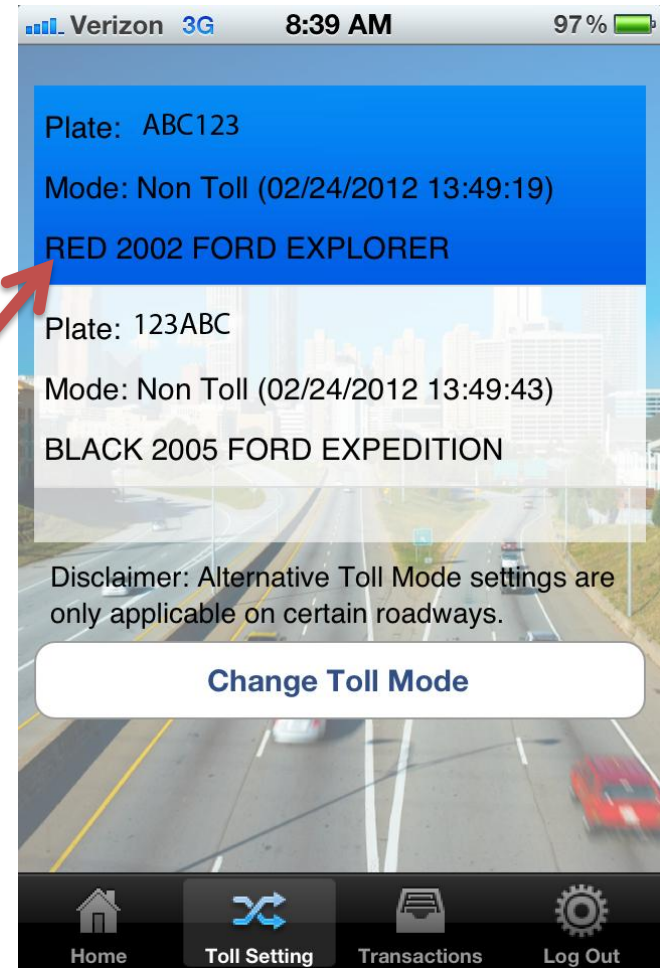 Verizon 3G 8:39 AM 97%
Plate: ABC123
Mode: Non Toll (02/24/2012 13:49:19)
RED 2002 FORD EXPLORER
Plate: 123ABC
Mode: Non Toll (02/24/2012 13:49:43)
BLACK 2005 FORD EXPEDITION
Disclaimer: Alternative Toll Mode settings are
only applicable on certain roadways.
Change Toll Mode
Home Toll Setting Transactions Log Out